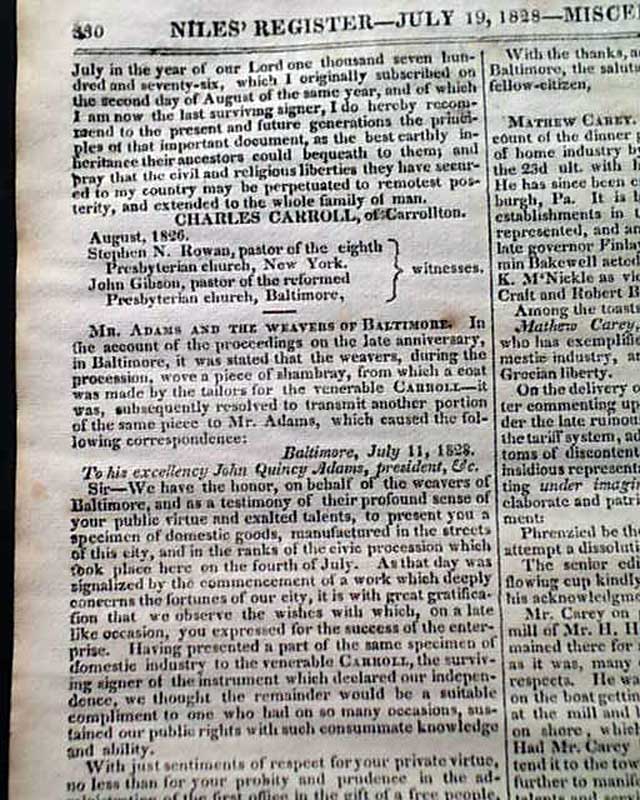 330 NILES' REGISTER—JULY 19, 1828—MISCE
July in the year of our Lord one thousand seven hun-
dred and seventy-six, which I originally subscribed on
the second day of August of the same year, and of which
I am now the last surviving signer, I do hereby recom-
mend to the present and future generations the princi-
ples of that important document, as the best earthly in-
heritance their ancestors could bequeath to them; and
pray that the civil and religious liberties they have secur-
ed to my country may be perpetuated to remotest pos-
terity, and extended to the whole family of man.
CHARLES CARROLL, of Carrollton.
August, 1826.
Stephen N. Rowan, pastor of the eighth
Presbyterian church, New York.
John Gibson, pastor of the reformed
Presbyterian church, Baltimore,
witnesses.
MR. ADAMS AND THE WEAVERS OF BALTIMORE. In
the account of the proceedings on the late anniversary,
in Baltimore, it was stated that the weavers, during the
procession, wove a piece of shambray, from which a coat
was made by the tailors for the venerable CARROLL—it
was, subsequently resolved to transmit another portion
of the same piece to Mr. Adams, which caused the fol-
lowing correspondence:
Baltimore, July 11, 1828.
To his excellency John Quincy Adams, president, &c.
Sir—We have the honor, on behalf of the weavers of
Baltimore, and as a testimony of their profound sense of
your public virtue and exalted talents, to present you a
specimen of domestic goods, manufactured in the streets
of this city, and in the ranks of the civic procession which
took place here on the fourth of July. As that day was
signalized by the commencement of a work which deeply
concerns the fortunes of our city, it is with great gratifica-
tion that we observe the wishes with which, on a late
like occasion, you expressed for the success of the enter-
prise. Having presented a part of the same specimen of
domestic industry to the venerable CARROLL, the surviv-
ing signer of the instrument which declared our indepen-
dence, we thought the remainder would be a suitable
compliment to one who had on so many occasions, sus-
tained our public rights with such consummate knowledge
and ability.
With just sentiments of respect for your private virtue,
no less than for your probity and prudence in the ad-
ministration of the first office in the gift of a free people,
With the thanks, a
Baltimore, the saluta
fellow-citizen,
MATHEW CAREY.
count of the dinner
of home industry by
the 23d ult. with h
He has since been e
burgh, Pa. It is l
establishments in
represented, and an
late governor Finla
min Bakewell acted
K. M'Nickle as vic
Craft and Robert B
Among the toasts
Mathew Carey,
who has exemplifie
mestic industry, a
Grecian liberty.
On the delivery o
ter commenting up
der the late rumou
the tariff system, a
toms of discontent
insidious represent
ting under imagin
elaborate and patri
ment:
Phrenzied be the
attempt a dissoluti
The senior edi
flowing cup kindly
his acknowledgme
Mr. Carey on
mill of Mr. H. H
mained there for
as it was, many
respects. He wa
on the boat gettin
at the mill and l
on shore, which
Had Mr. Carey
tend it to the tow
further to manif